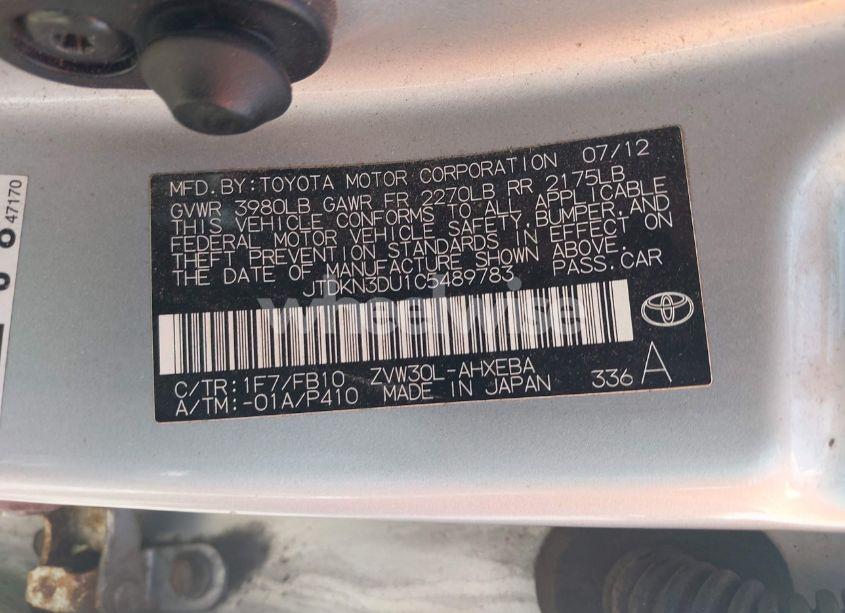 MFD. BY: TOYOTA MOTOR CORPORATION 07/12
GVWR 3980LB GAWR FR 2270LB RR 2175LB
THIS VEHICLE CONFORMS TO ALL APPLICABLE
FEDERAL MOTOR VEHICLE SAFETY, BUMPER, AND
THEFT PREVENTION STANDARDS IN EFFECT ON
THE DATE OF MANUFACTURE SHOWN ABOVE.
JTDKN3DU1C5489783 PASS. CAR
C/TR: 1F7/FB10 ZVW30L-AHXEBA
A/TM: -01A/P410 MADE IN JAPAN 336 A
47170
wheelwise